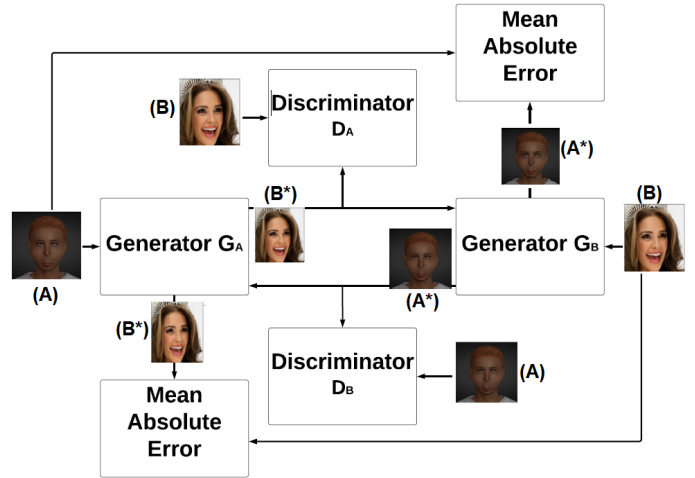 Mean
Absolute
Error
(B)
Discriminator
DA
(A*)
(B*)
(B)
Generator GA
Generator GB
(A)
(A*)
(B*)
Discriminator
DB
(A)
Mean
Absolute
Error